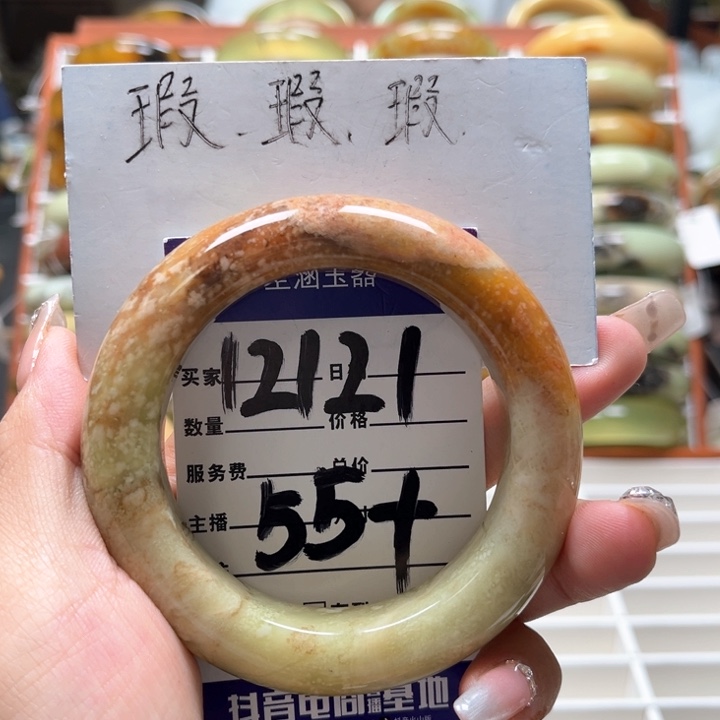 瑕.瑕.瑕.
涵玉器
买家 12121 日
数量 价格
服务费 总价
主播 55+
抖音电商直播基地